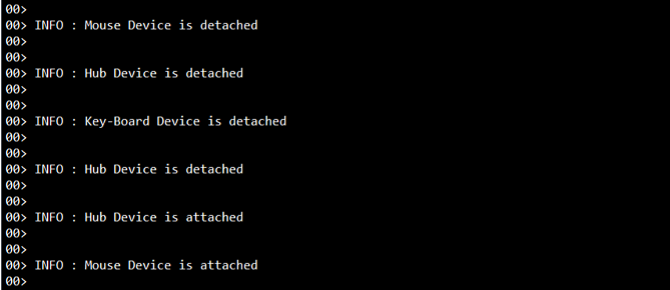 00>
00> INFO : Mouse Device is detached
00>
00>
00> INFO : Hub Device is detached
00>
00>
00> INFO : Key-Board Device is detached
00>
00>
00> INFO : Hub Device is detached
00>
00>
00> INFO : Hub Device is attached
00>
00>
00> INFO : Mouse Device is attached
00>